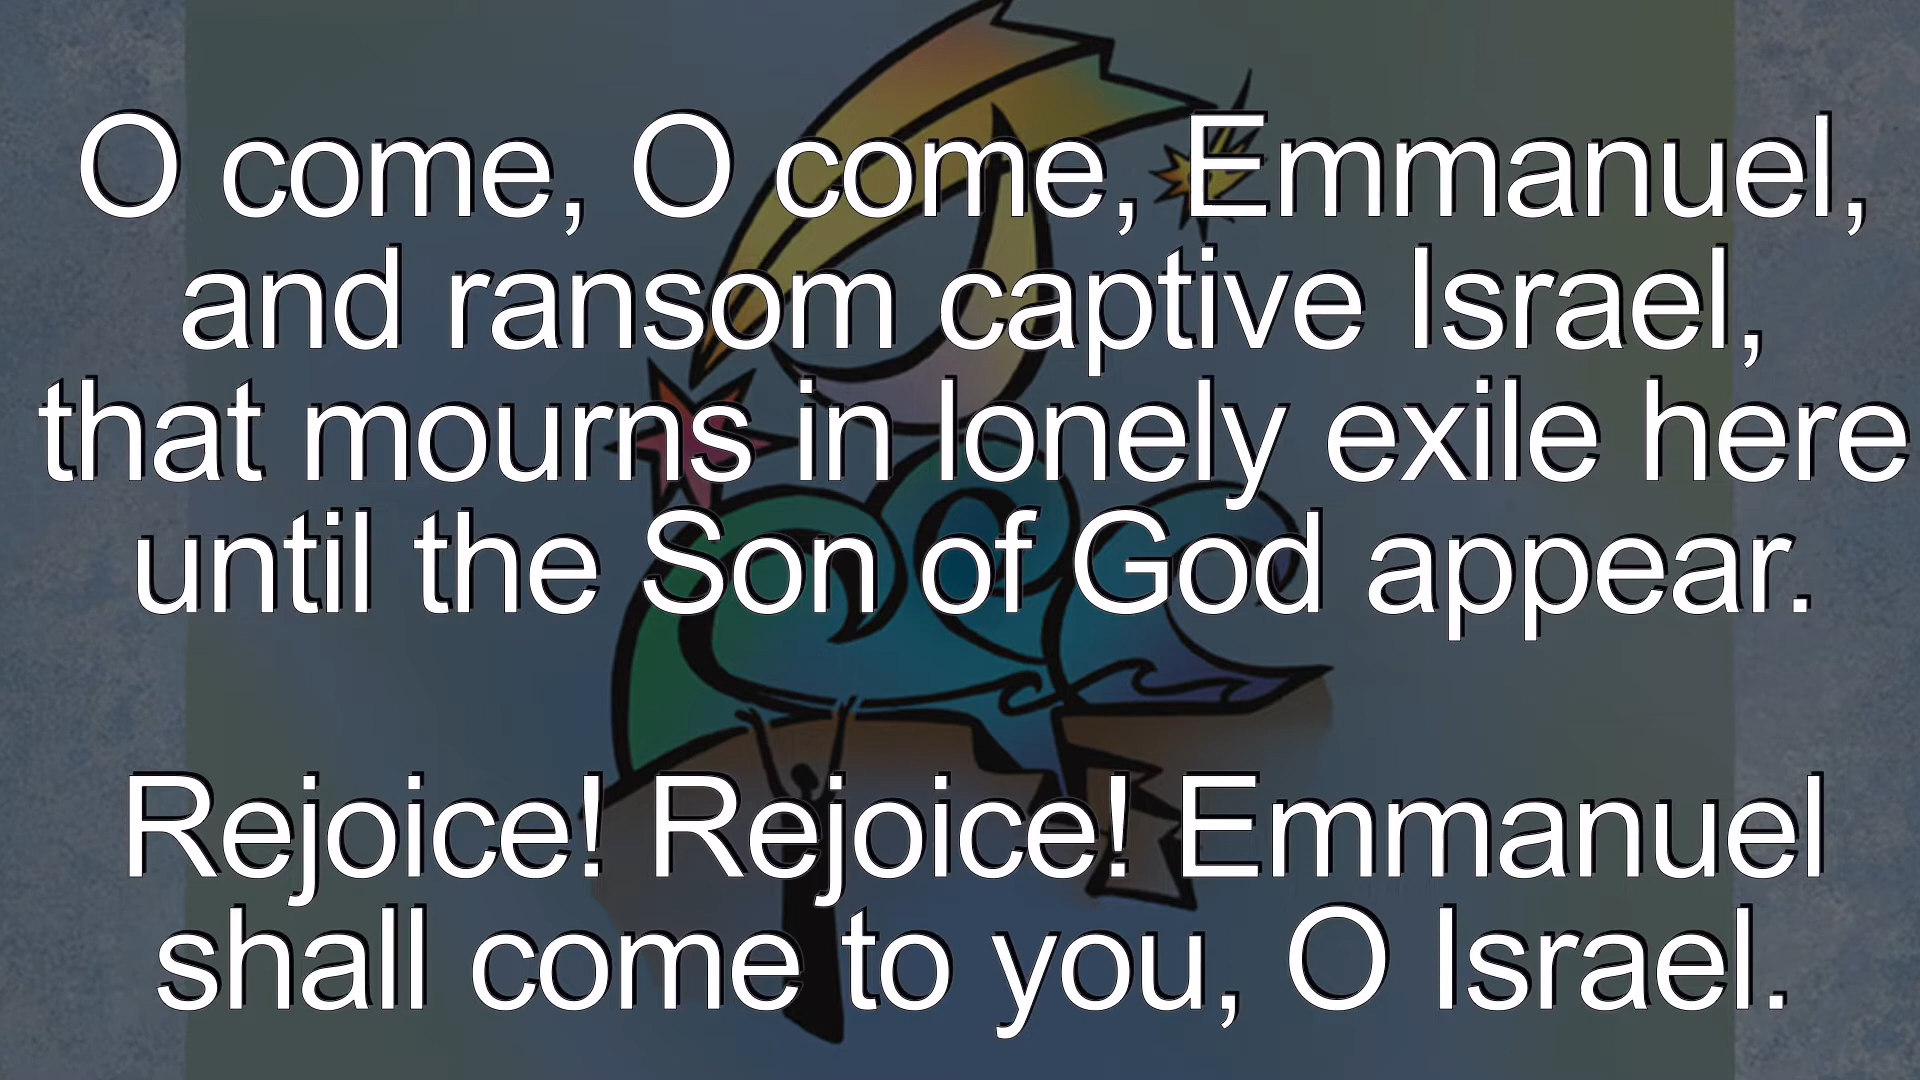 O come, O come, Emmanuel,
and ransom captive Israel,
that mourns in lonely exile here
until the Son of God appear.
Rejoice! Rejoice! Emmanuel
shall come to you, O Israel.